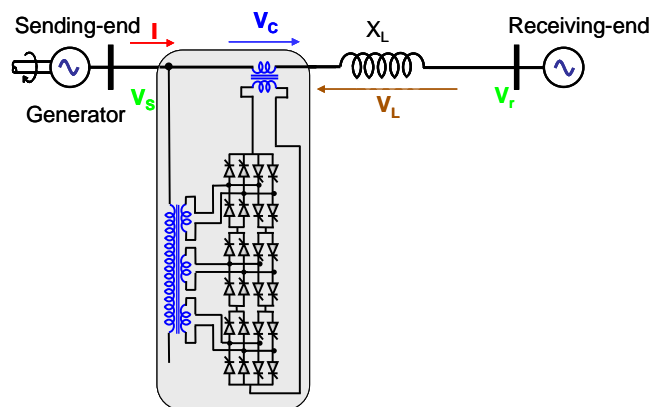 Sending-end
I
V_C
X_L
Receiving-end
Generator
V_S
V_L
V_r